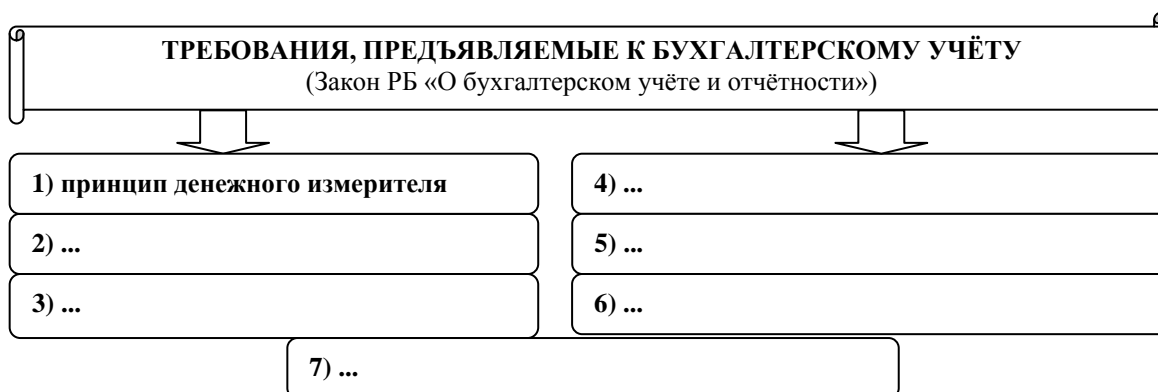 ТРЕБОВАНИЯ, ПРЕДЪЯВЛЯЕМЫЕ К БУХГАЛТЕРСКОМУ УЧЁТУ
(Закон РБ «О бухгалтерском учёте и отчётности»)
1) принцип денежного измерителя
2) ...
3) ...
4) ...
5) ...
6) ...
7) ...